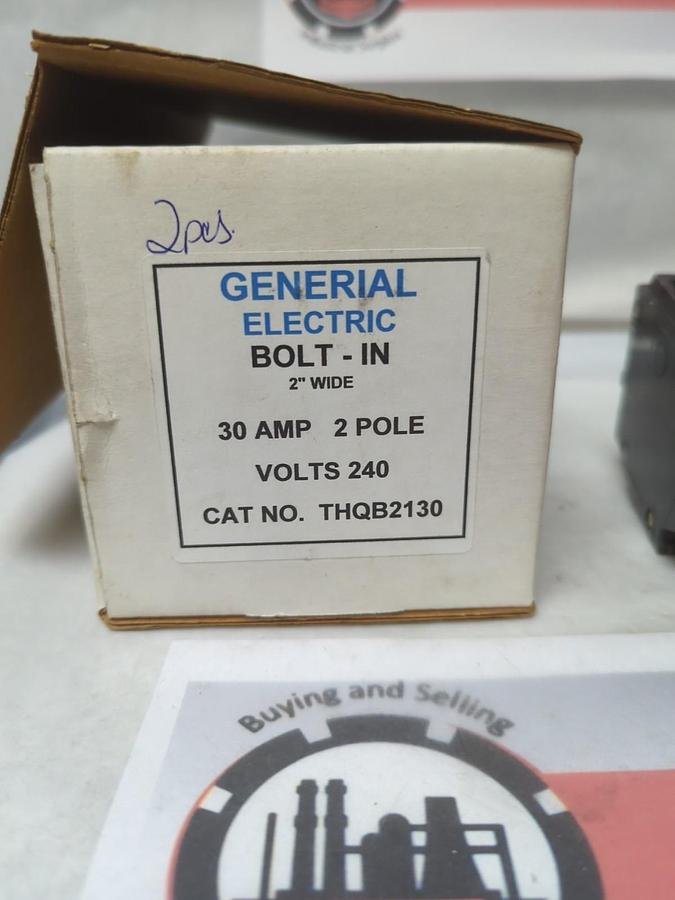 2pcs.
GENERIAL
ELECTRIC
BOLT - IN
2" WIDE
30 AMP 2 POLE
VOLTS 240
CAT NO. THQB2130
Buying and Selling